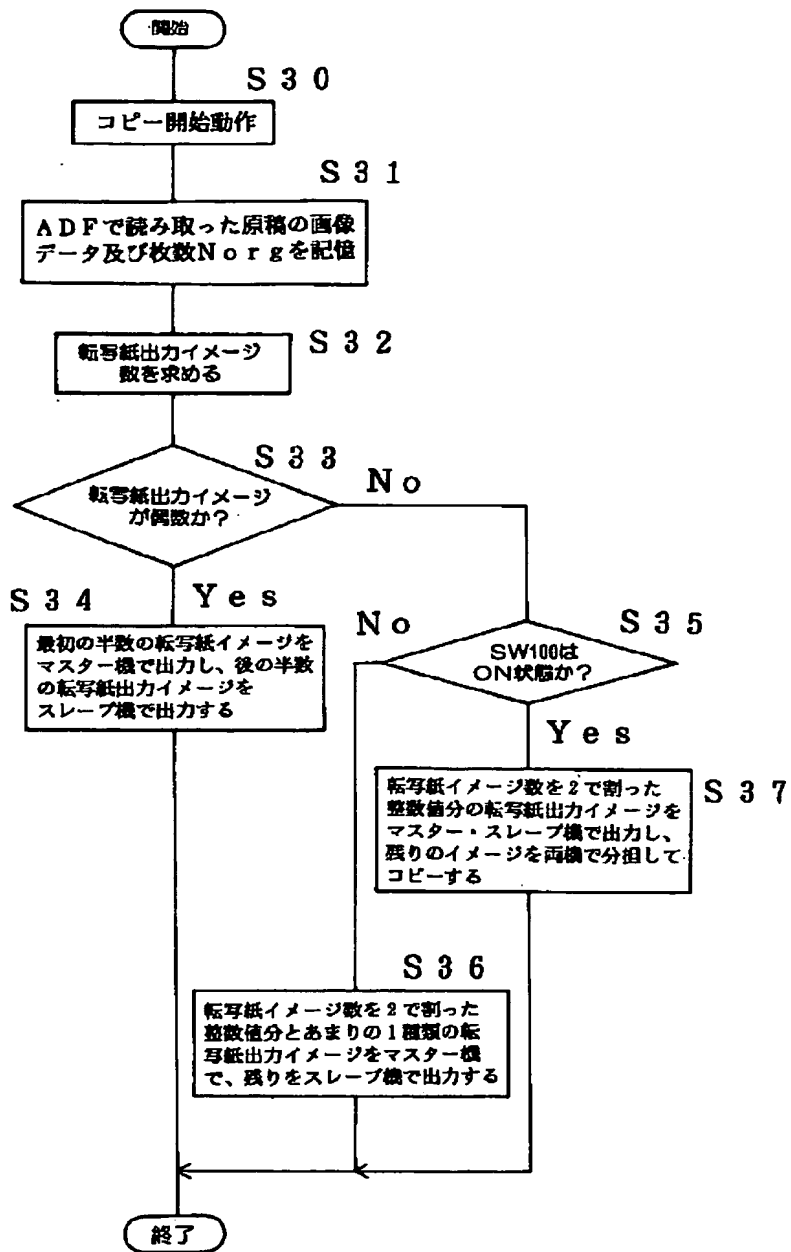 開始
S30
コピー開始動作
S31
ADFで読み取った原稿の画像
データ及び枚数Norgを記憶
S32
転写紙出力イメージ
数を求める
S33
転写紙出力イメージ
が偶数か?
No
S34
Yes
最初の半数の転写紙イメージを
マスター機で出力し、後の半数
の転写紙出力イメージを
スレーブ機で出力する
No
S35
SW100は
ON状態か?
Yes
S37
転写紙イメージ数を2で割った
整数値分の転写紙出力イメージを
マスター・スレーブ機で出力し、
残りのイメージを両機で分担して
コピーする
S36
転写紙イメージ数を2で割った
整数値分とあまりの1種類の転
写紙出力イメージをマスター機
で、残りをスレーブ機で出力する
終了